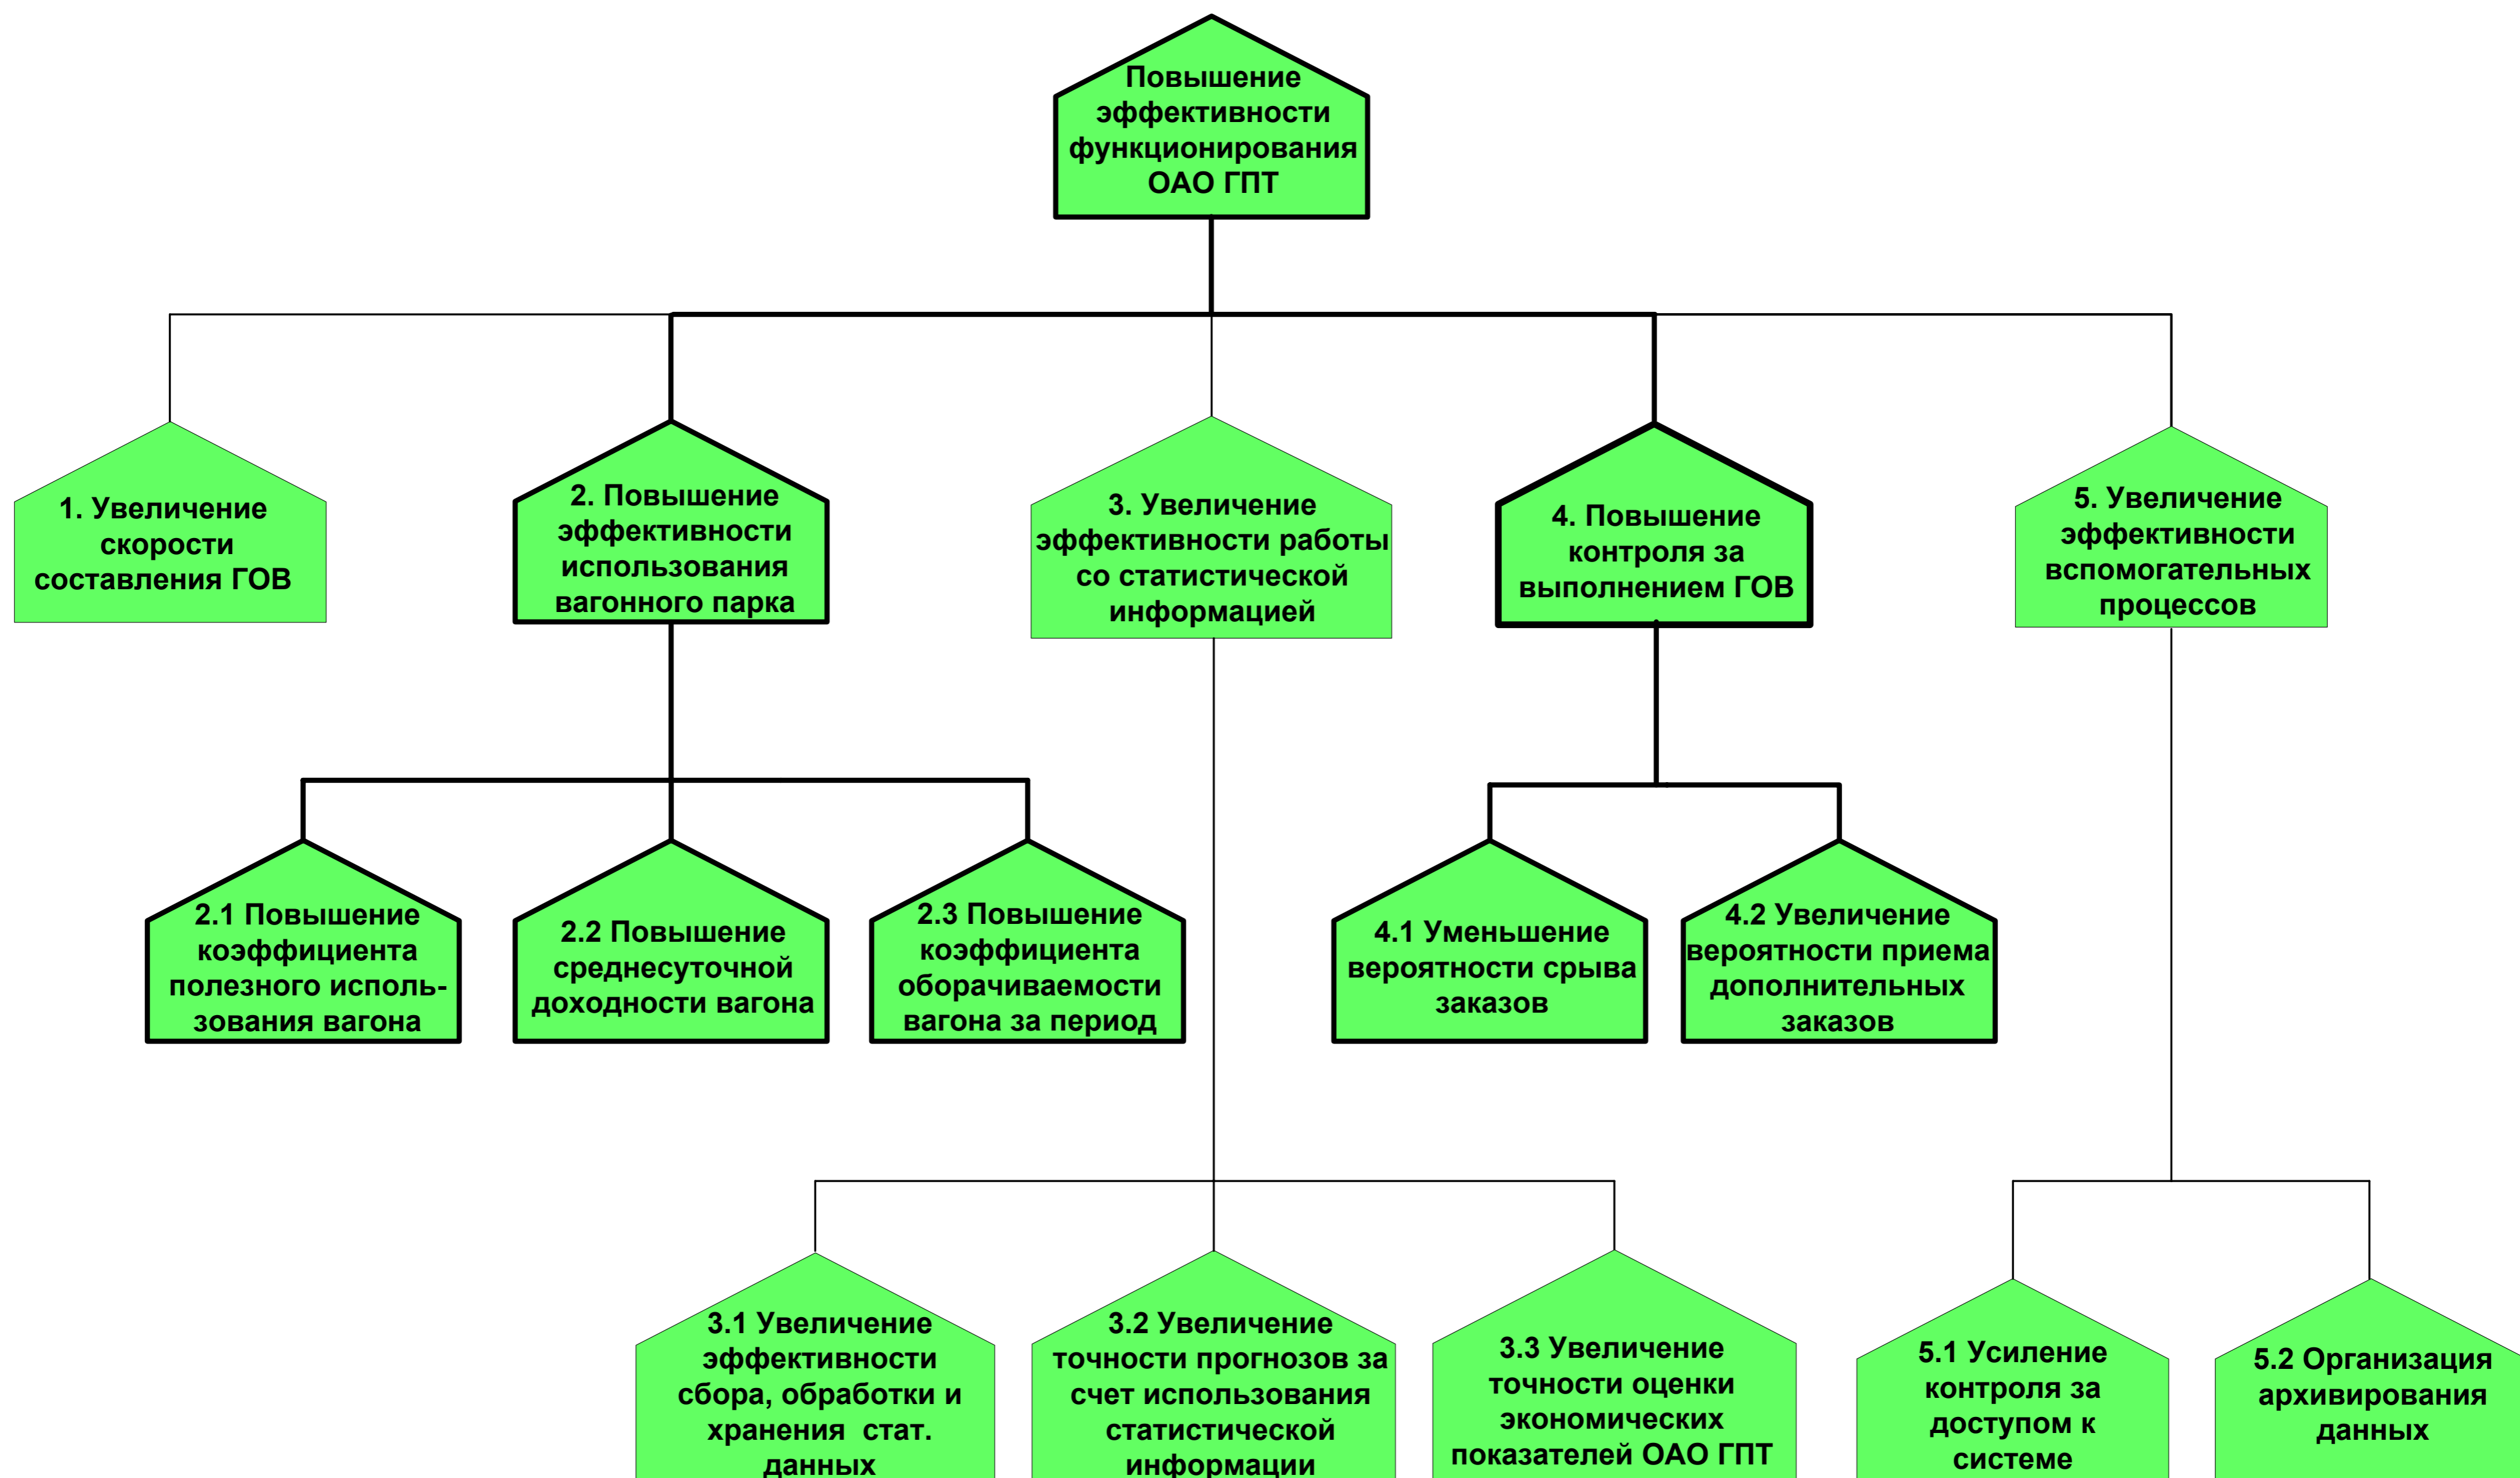 Повышение
эффективности
функционирования
ОАО ГПТ
1. Увеличение
скорости
составления ГОВ
2. Повышение
эффективности
использования
вагонного парка
3. Увеличение
эффективности работы
со статистической
информацией
4. Повышение
контроля за
выполнением ГОВ
5. Увеличение
эффективности
вспомогательных
процессов
2.1 Повышение
коэффициента
полезного исполь-
зования вагона
2.2 Повышение
среднесуточной
доходности вагона
2.3 Повышение
коэффициента
оборачиваемости
вагона за период
4.1 Уменьшение
вероятности срыва
заказов
4.2 Увеличение
вероятности приема
дополнительных
заказов
3.1 Увеличение
эффективности
сбора, обработки и
хранения  стат.
данных
3.2 Увеличение
точности прогнозов за
счет использования
статистической
информации
3.3 Увеличение
точности оценки
экономических
показателей ОАО ГПТ
5.1 Усиление
контроля за
доступом к
системе
5.2 Организация
архивирования
данных